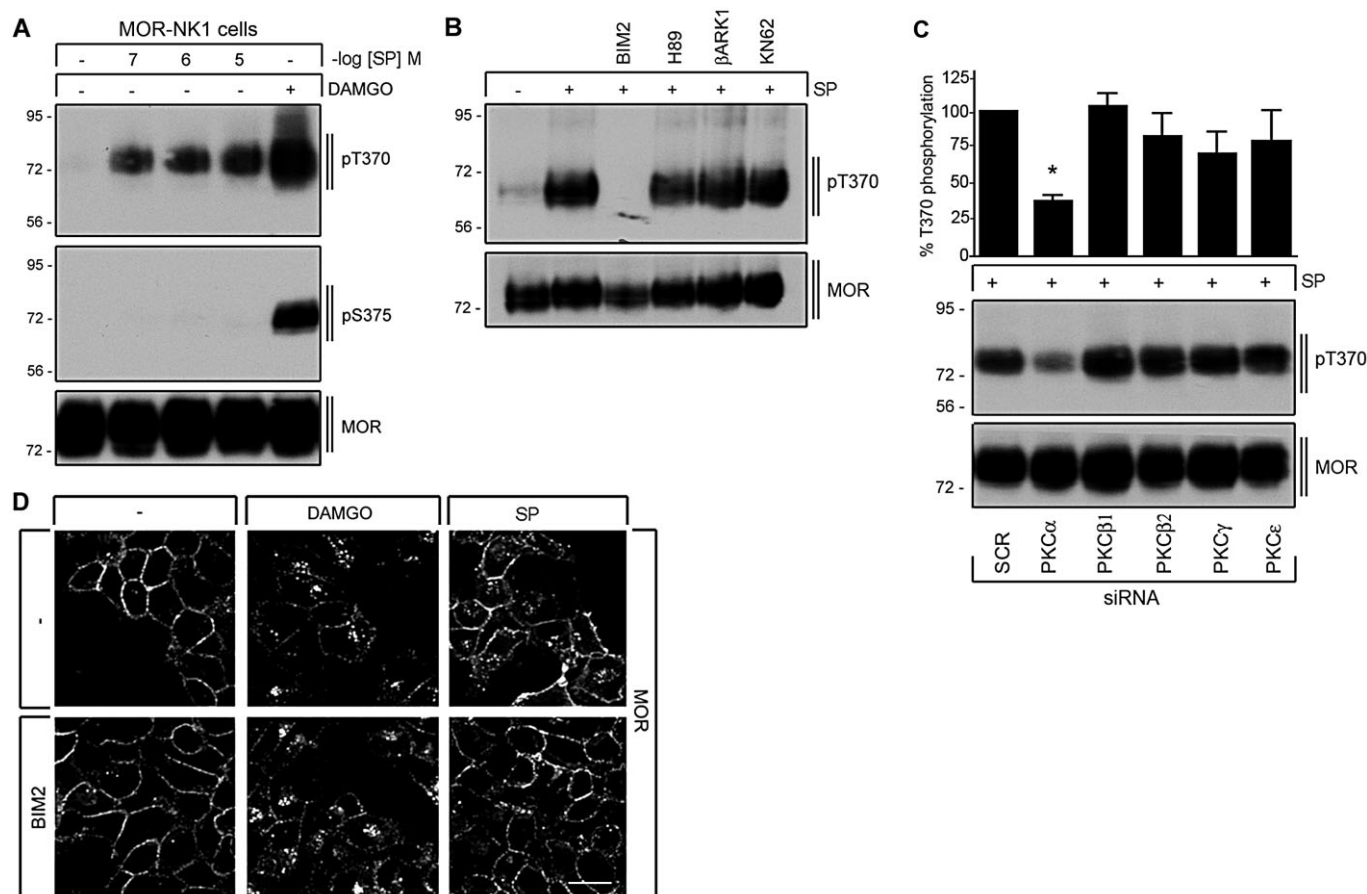 A
MOR-NK1 cells
- 7 6 5 - -log [SP] M
- - - - + DAMGO
95 -
72 -
56 -
pT370
95 -
72 -
56 -
pS375
72 -
MOR
B
BIM2 H89 βARK1 KN62
- + + + + + SP
95 -
72 -
56 -
pT370
72 -
MOR
C
% T370 phosphorylation
125
100
75
50
25
0
*
+ + + + + + SP
95 -
72 -
56 -
pT370
72 -
MOR
SCR PKCα PKCβ1 PKCβ2 PKCγ PKCε
siRNA
D
- DAMGO SP
-
BIM2
MOR